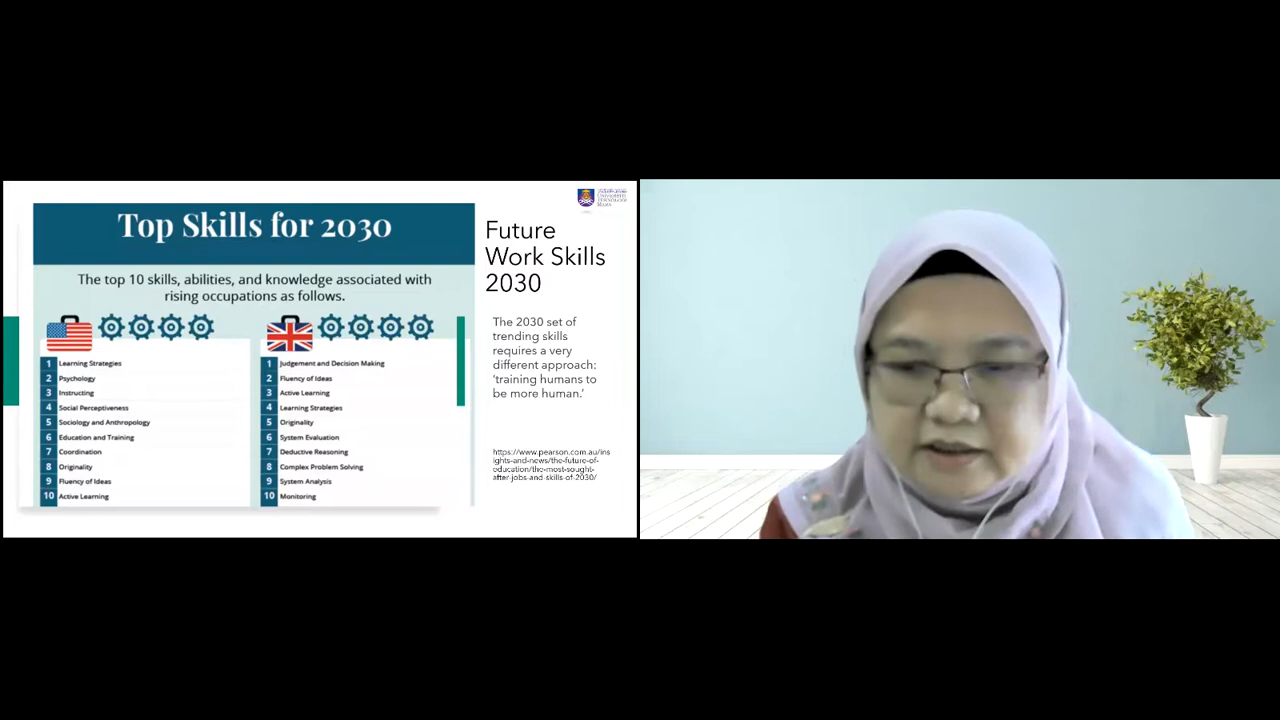 Top Skills for 2030
The top 10 skills, abilities, and knowledge associated with
rising occupations as follows.
1 Learning Strategies
2 Psychology
3 Instructing
4 Social Perceptiveness
5 Sociology and Anthropology
6 Education and Training
7 Coordination
8 Originality
9 Fluency of Ideas
10 Active Learning
1 Judgement and Decision Making
2 Fluency of Ideas
3 Active Learning
4 Learning Strategies
5 Originality
6 System Evaluation
7 Deductive Reasoning
8 Complex Problem Solving
9 System Analysis
10 Monitoring
UNIVERSITI
TEKNOLOGI
MARA
Future
Work Skills
2030
The 2030 set of
trending skills
requires a very
different approach:
‘training humans to
be more human.’
https://www.pearson.com.au/ins
ights-and-news/the-future-of-
education/the-most-sought-
after-jobs-and-skills-of-2030/